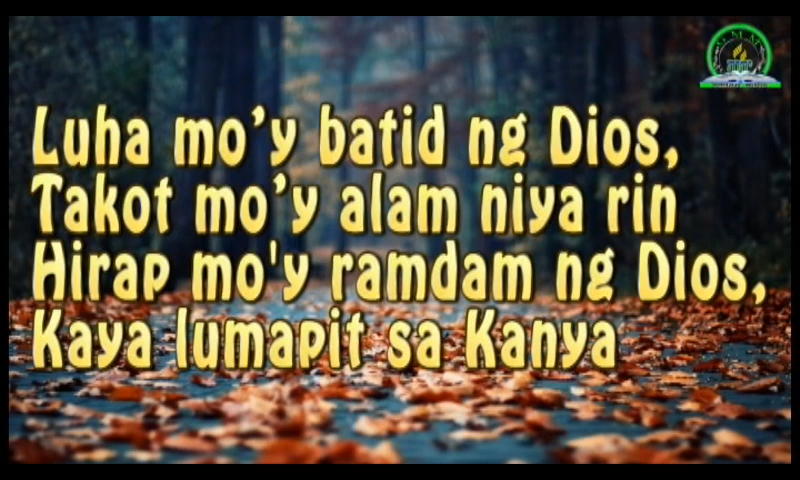 Luha mo’y batid ng Dios,
Takot mo’y alam niya rin
Hirap mo'y ramdam ng Dios,
Kaya lumapit sa Kanya